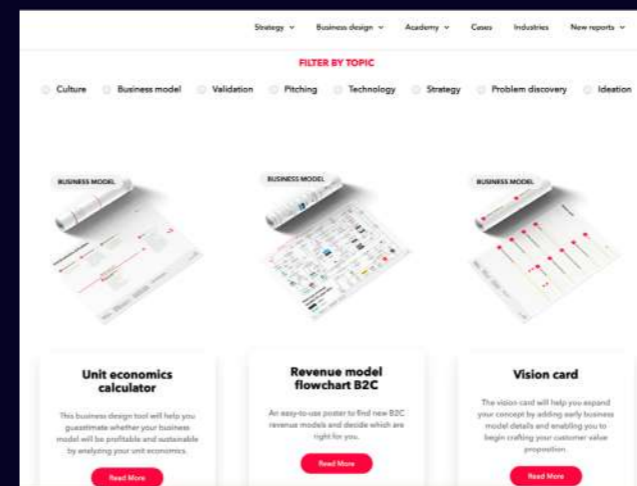 Strategy Business design Academy Cases Industries New reports
FILTER BY TOPIC
Culture Business model Validation Pitching Technology Strategy Problem discovery Ideation
BUSINESS MODEL
BUSINESS MODEL
BUSINESS MODEL
Unit economics
calculator
This business design tool will help you
guesstimate whether your business
model will be profitable and sustainable
by analyzing your unit economics.
Read More
Revenue model
flowchart B2C
An easy-to-use poster to find new B2C
revenue models and decide which are
right for you.
Read More
Vision card
The vision card will help you expand
your concept by adding early business
model details and enabling you to
begin crafting your customer value
proposition.
Read More